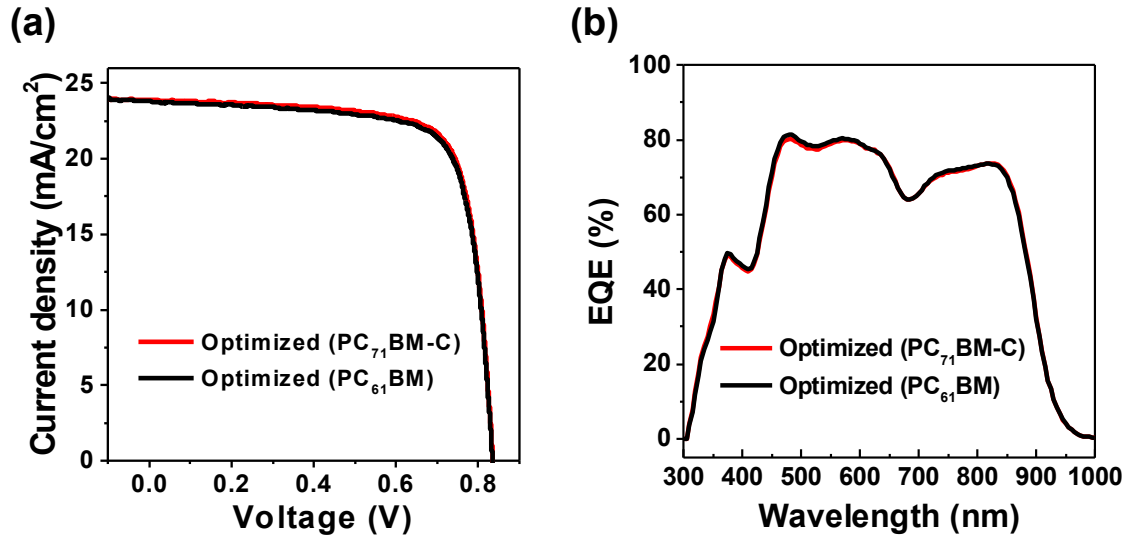 (a)
25
20
15
10
5
0
Current density (mA/cm²)
Optimized (PC₇₁BM-C)
Optimized (PC₆₁BM)
0.0 0.2 0.4 0.6 0.8
Voltage (V)
(b)
100
80
60
40
20
0
EQE (%)
Optimized (PC₇₁BM-C)
Optimized (PC₆₁BM)
300 400 500 600 700 800 900 1000
Wavelength (nm)